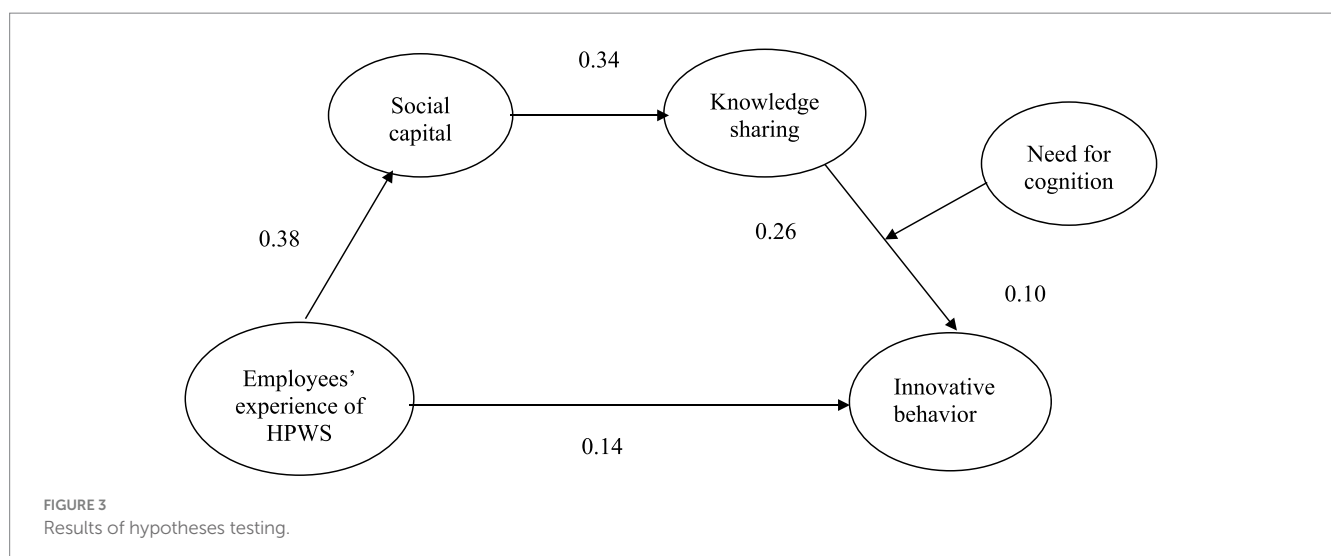 0.34
Social
capital
Knowledge
sharing
Need for
cognition
0.38
0.26
0.10
Employees’
experience of
HPWS
Innovative
behavior
0.14
FIGURE 3
Results of hypotheses testing.